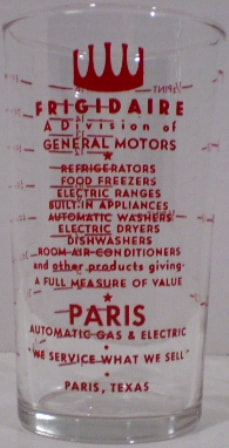 FRIGIDAIRE
A Division of
GENERAL MOTORS
REFRIGERATORS
FOOD FREEZERS
ELECTRIC RANGES
BUILT-IN APPLIANCES
AUTOMATIC WASHERS
ELECTRIC DRYERS
DISHWASHERS
ROOM AIR CONDITIONERS
and other products giving-
A FULL MEASURE OF VALUE
PARIS
AUTOMATIC GAS & ELECTRIC
"WE SERVICE WHAT WE SELL"
PARIS, TEXAS